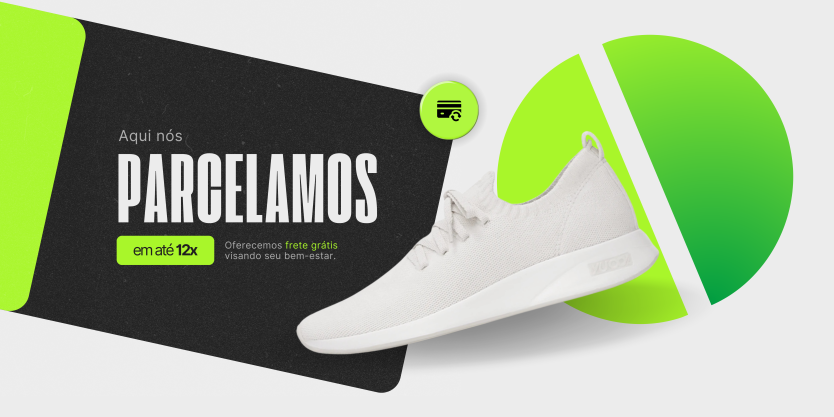 Aqui nós
PARCELAMOS
em até 12x
Oferecemos frete grátis
visando seu bem-estar.